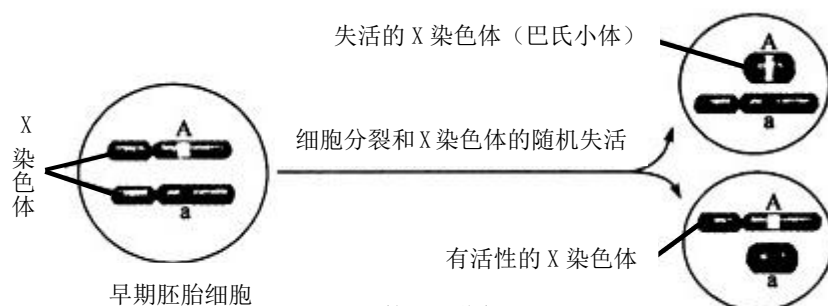 失活的 X 染色体（巴氏小体）
A
a
X
染
色
体
A
a
细胞分裂和 X 染色体的随机失活
A
a
有活性的 X 染色体
早期胚胎细胞